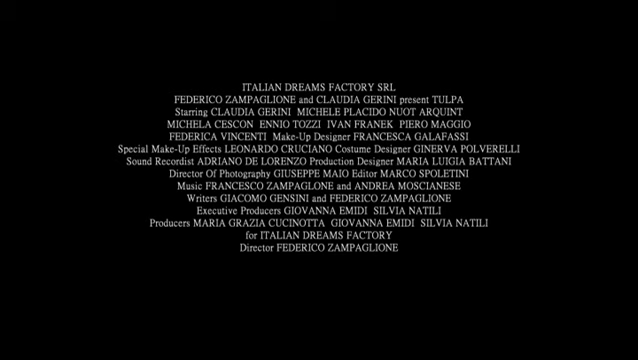 ITALIAN DREAMS FACTORY SRL
FEDERICO ZAMPAGLIONE and CLAUDIA GERINI present TULPA
Starring CLAUDIA GERINI MICHELE PLACIDO NUOT ARQUINT
MICHELA CESCON ENNIO TOZZI IVAN FRANEK PIERO MAGGIO
FEDERICA VINCENTI Make-Up Designer FRANCESCA GALAFASSI
Special Make-Up Effects LEONARDO CRUCIANO Costume Designer GINERVA POLVERELLI
Sound Recordist ADRIANO DE LORENZO Production Designer MARIA LUIGIA BATTANI
Director Of Photography GIUSEPPE MAIO Editor MARCO SPOLETINI
Music FRANCESCO ZAMPAGLONE and ANDREA MOSCIANESE
Writers GIACOMO GENSINI and FEDERICO ZAMPAGLIONE
Executive Producers GIOVANNA EMIDI SILVIA NATILI
Producers MARIA GRAZIA CUCINOTTA GIOVANNA EMIDI SILVIA NATILI
for ITALIAN DREAMS FACTORY
Director FEDERICO ZAMPAGLIONE